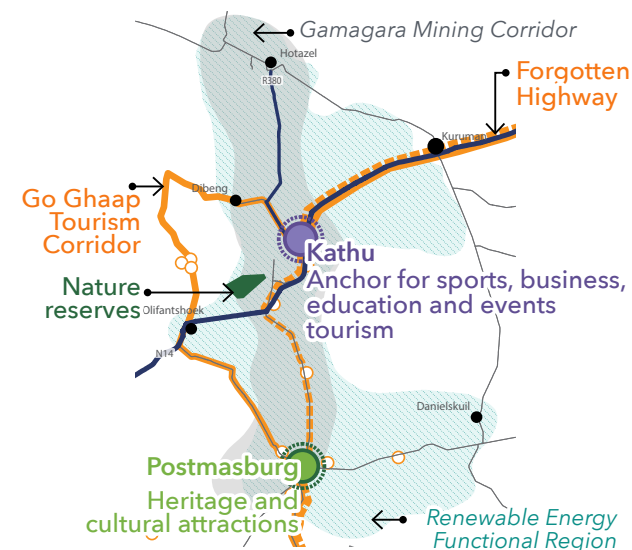 Gamagara Mining Corridor
Hotazel
R380
Forgotten
Highway
Kuruman
Dibeng
Go Ghaap
Tourism
Corridor
Kathu
Anchor for sports, business,
education and events
tourism
Nature
reserves
Olifantshoek
N14
Danielskuil
Postmasburg
Heritage and
cultural attractions
Renewable Energy
Functional Region